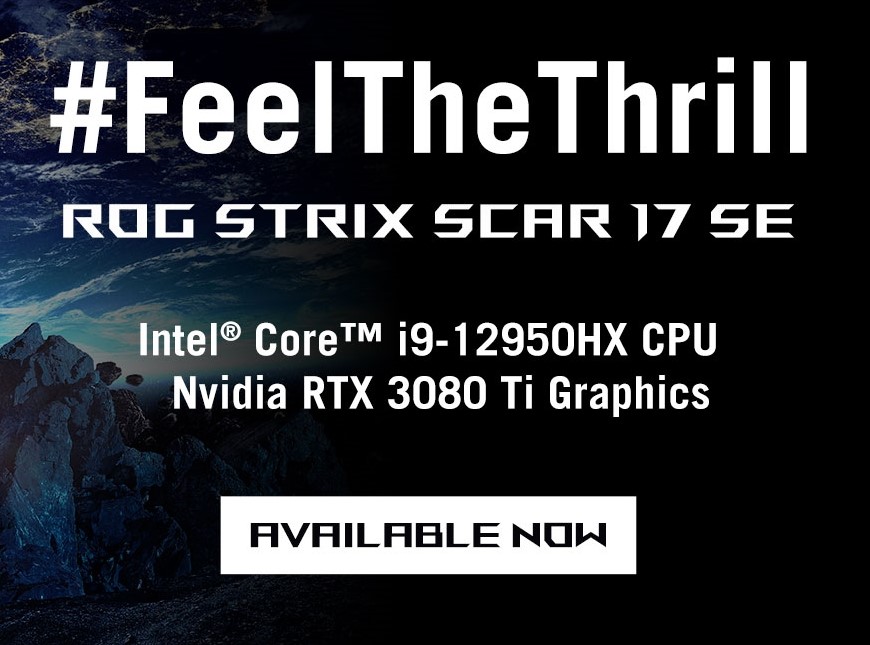 #FeelTheThrill
ROG STRIX SCAR 17 SE
Intel® Core™ i9-12950HX CPU
Nvidia RTX 3080 Ti Graphics
AVAILABLE NOW